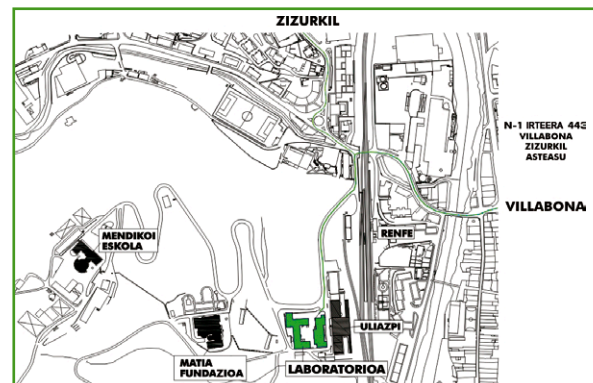 ZIZURKIL
N-1 IRTEERA 443
VILLABONA
ZIZURKIL
ASTEASU
VILLABONA
MENDIKOI
ESKOLA
RENFE
ULIAZPI
MATIA
FUNDAZIOA
LABORATORIOA